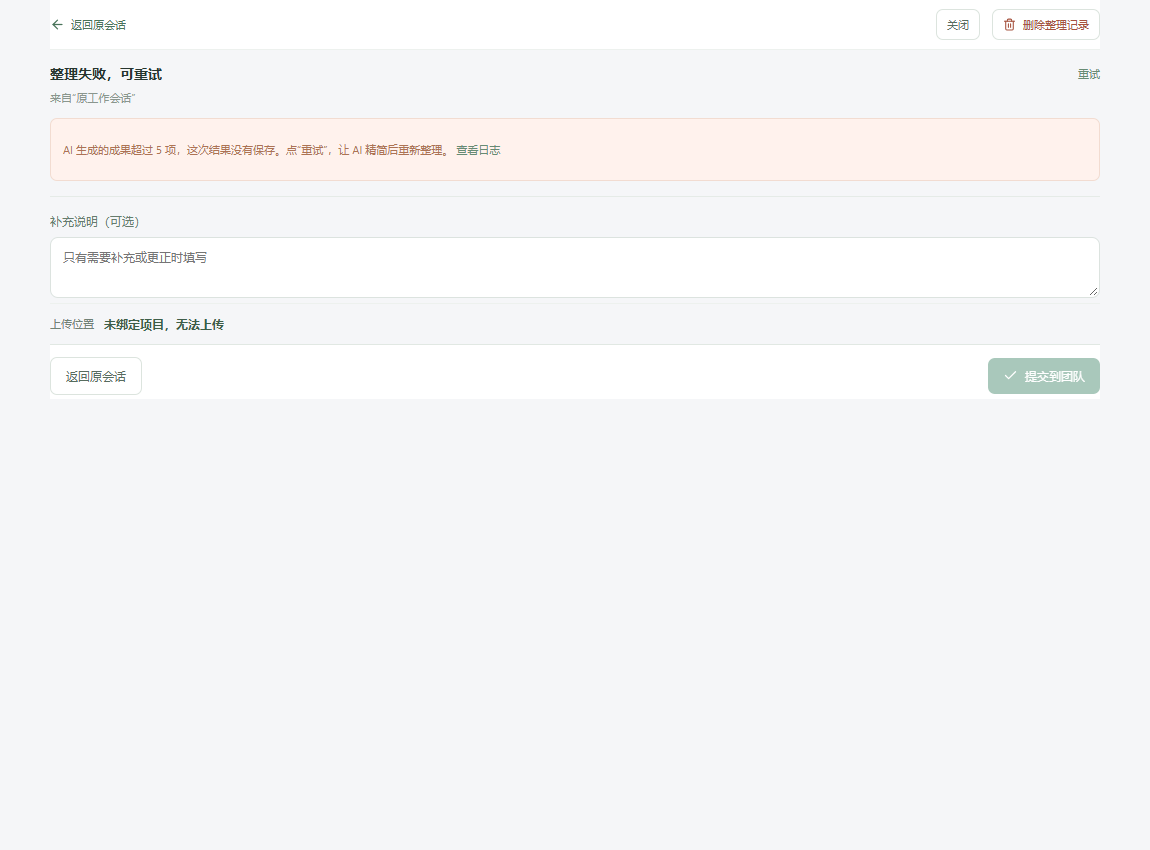 返回原会话
关闭
删除整理记录
整理失败，可重试
重试
来自“原工作会话”
AI 生成的成果超过 5 项，这次结果没有保存。点“重试”，让 AI 精简后重新整理。 查看日志
补充说明（可选）
只有需要补充或更正时填写
上传位置 未绑定项目，无法上传
返回原会话
提交到团队